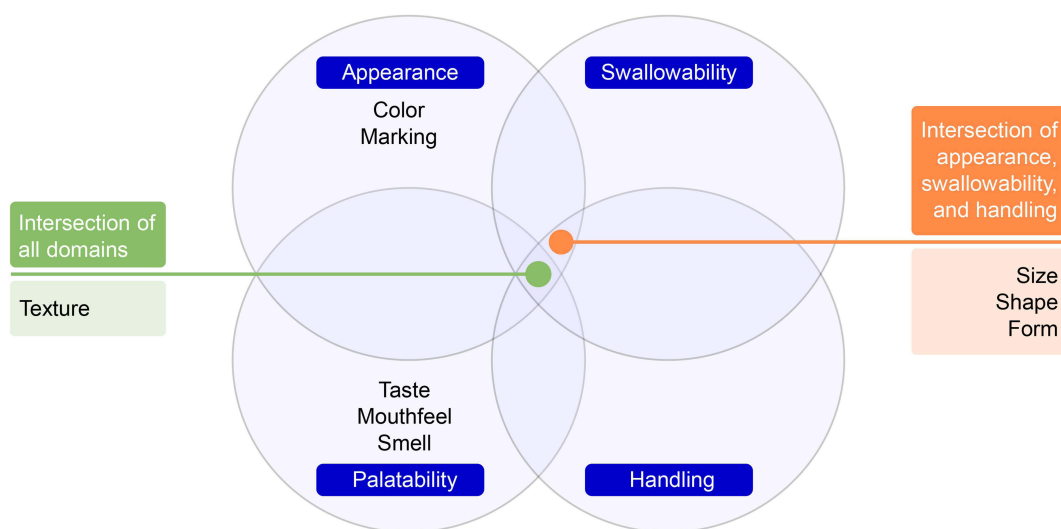 Appearance
Color
Marking
Swallowability
Intersection of
appearance,
swallowability,
and handling
Size
Shape
Form
Intersection of
all domains
Texture
Taste
Mouthfeel
Smell
Palatability
Handling